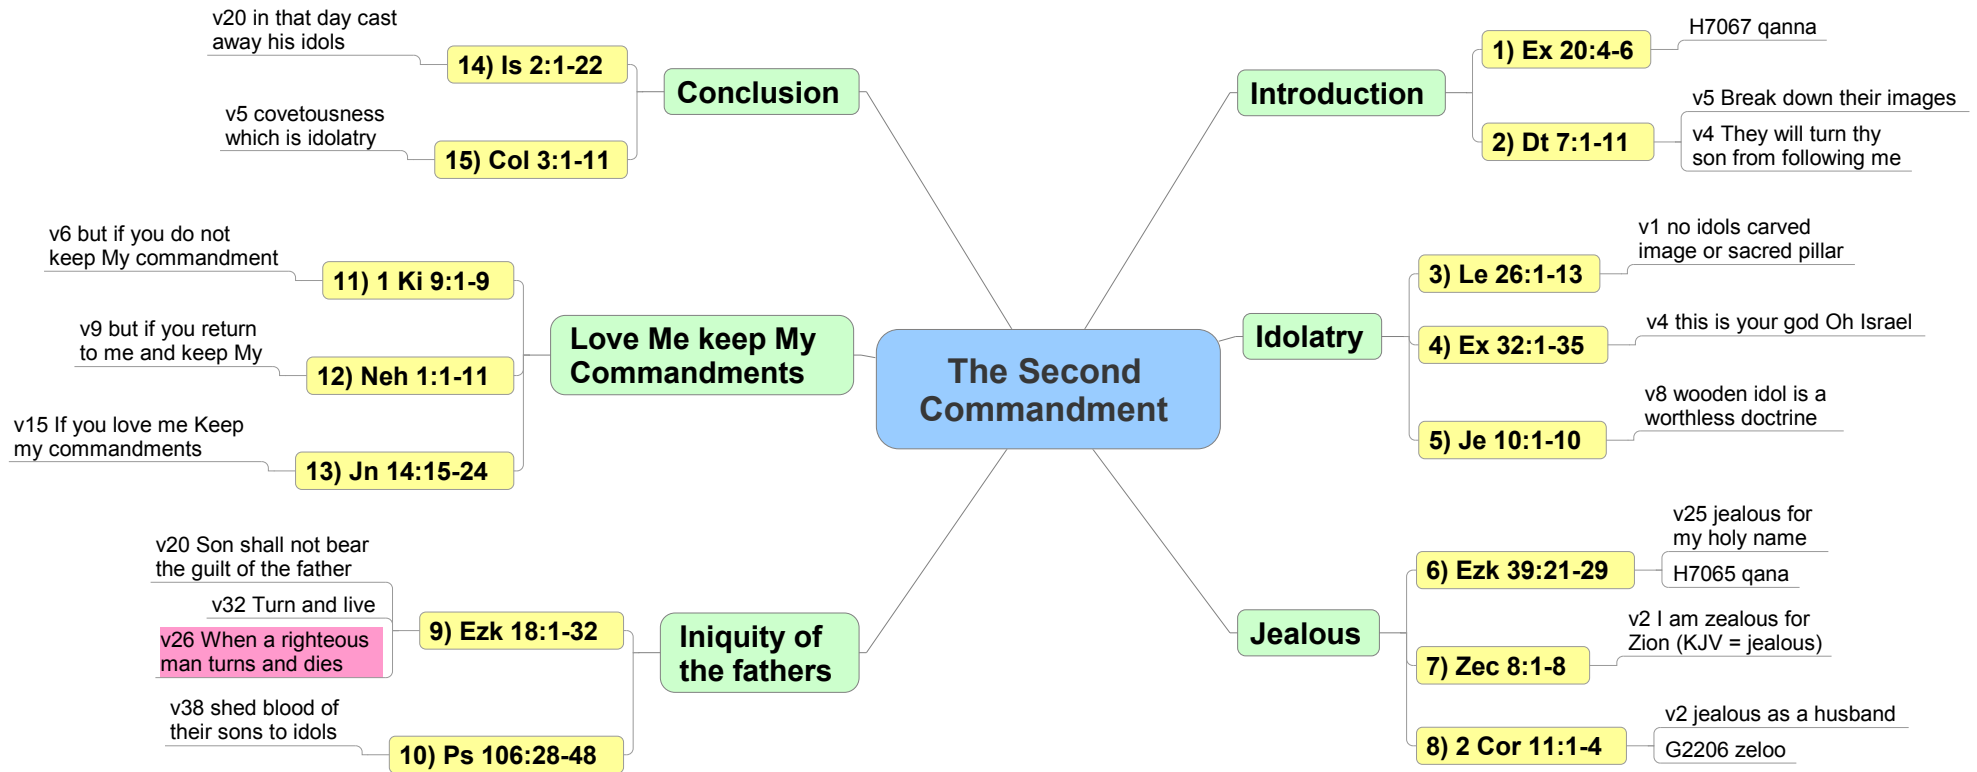 The Second
Commandment
Introduction
1) Ex 20:4-6
H7067 qanna
2) Dt 7:1-11
v5 Break down their images
v4 They will turn thy
son from following me
Idolatry
3) Le 26:1-13
v1 no idols carved
image or sacred pillar
4) Ex 32:1-35
v4 this is your god Oh Israel
5) Je 10:1-10
v8 wooden idol is a
worthless doctrine
Jealous
6) Ezk 39:21-29
v25 jealous for
my holy name
H7065 qana
7) Zec 8:1-8
v2 I am zealous for
Zion (KJV = jealous)
8) 2 Cor 11:1-4
v2 jealous as a husband
G2206 zeloo
Iniquity of
the fathers
9) Ezk 18:1-32
v20 Son shall not bear
the guilt of the father
v32 Turn and live
v26 When a righteous
man turns and dies
10) Ps 106:28-48
v38 shed blood of
their sons to idols
Love Me keep My
Commandments
11) 1 Ki 9:1-9
v6 but if you do not
keep My commandment
12) Neh 1:1-11
v9 but if you return
to me and keep My
13) Jn 14:15-24
v15 If you love me Keep
my commandments
Conclusion
14) Is 2:1-22
v20 in that day cast
away his idols
15) Col 3:1-11
v5 covetousness
which is idolatry